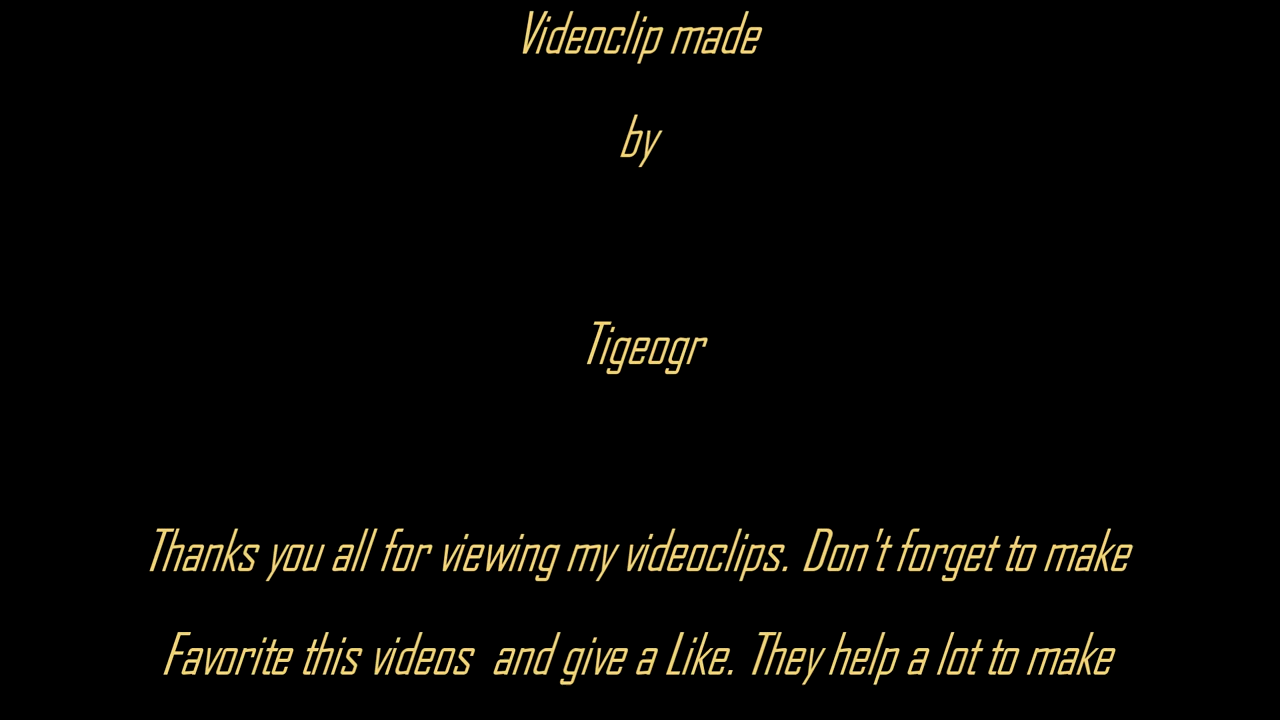 Videoclip made
by
Tigeogr
Thanks you all for viewing my videoclips. Don't forget to make
Favorite this videos  and give a Like. They help a lot to make